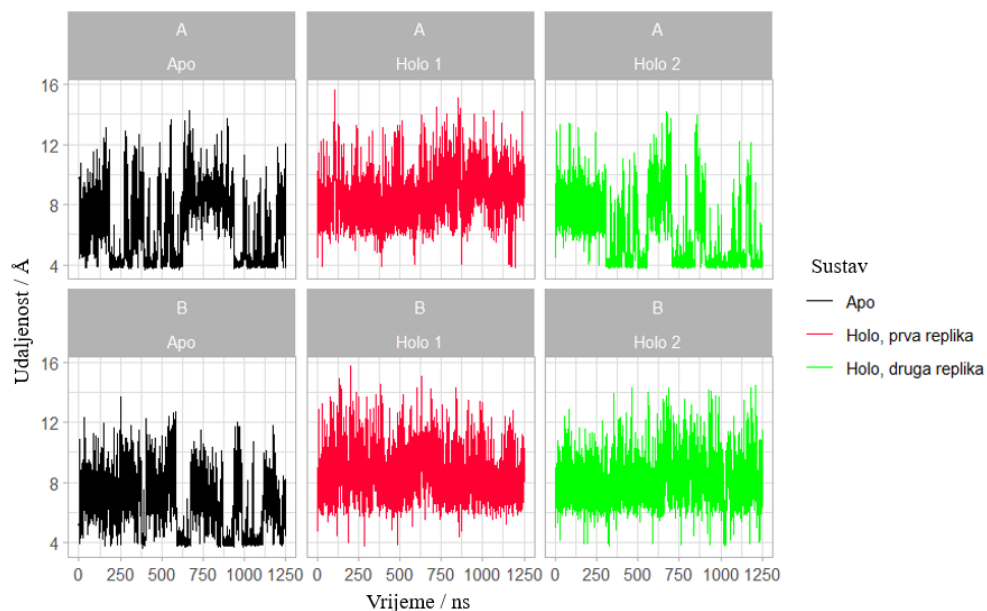 A A A
Apo Holo 1 Holo 2
16
12
8
4
B B B
Apo Holo 1 Holo 2
16
12
8
4
0 250 500 750 1000 1250 0 250 500 750 1000 1250 0 250 500 750 1000 1250
Udaljenost / Å
Vrijeme / ns
Sustav
Apo
Holo, prva replika
Holo, druga replika